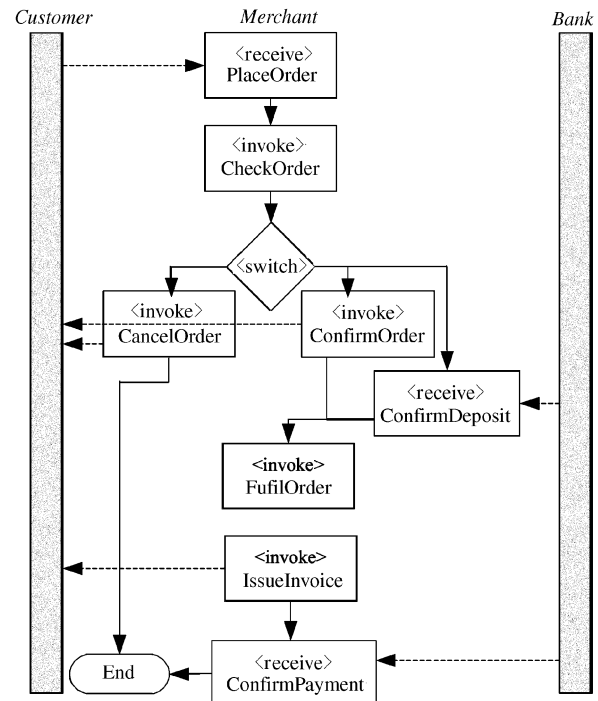 Customer Merchant Bank
<receive>
PlaceOrder
<invoke>
CheckOrder
<switch>
<invoke>
CancelOrder
<invoke>
ConfirmOrder
<receive>
ConfirmDeposit
<invoke>
FufilOrder
<invoke>
IssueInvoice
End
<receive>
ConfirmPayment